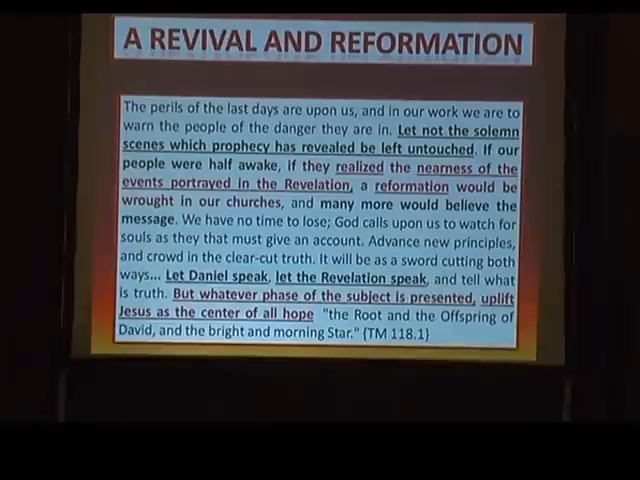 A REVIVAL AND REFORMATION
The perils of the last days are upon us, and in our work we are to
warn the people of the danger they are in. Let not the solemn
scenes which prophecy has revealed be left untouched. If our
people were half awake, if they realized the nearness of the
events portrayed in the Revelation, a reformation would be
wrought in our churches, and many more would believe the
message. We have no time to lose; God calls upon us to watch for
souls as they that must give an account. Advance new principles,
and crowd in the clear-cut truth. It will be as a sword cutting both
ways... Let Daniel speak, let the Revelation speak, and tell what
is truth. But whatever phase of the subject is presented, uplift
Jesus as the center of all hope "the Root and the Offspring of
David, and the bright and morning Star." {TM 118.1}